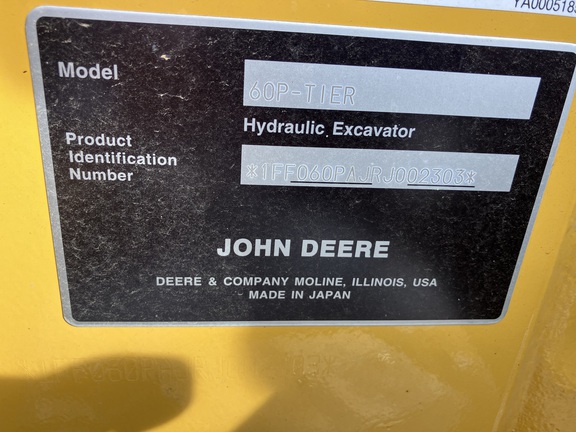 YA000518
Model
60P-TIER
Hydraulic Excavator
Product
Identification
Number
*1FF060PAJRJ002303*
JOHN DEERE
DEERE & COMPANY MOLINE, ILLINOIS, USA
MADE IN JAPAN